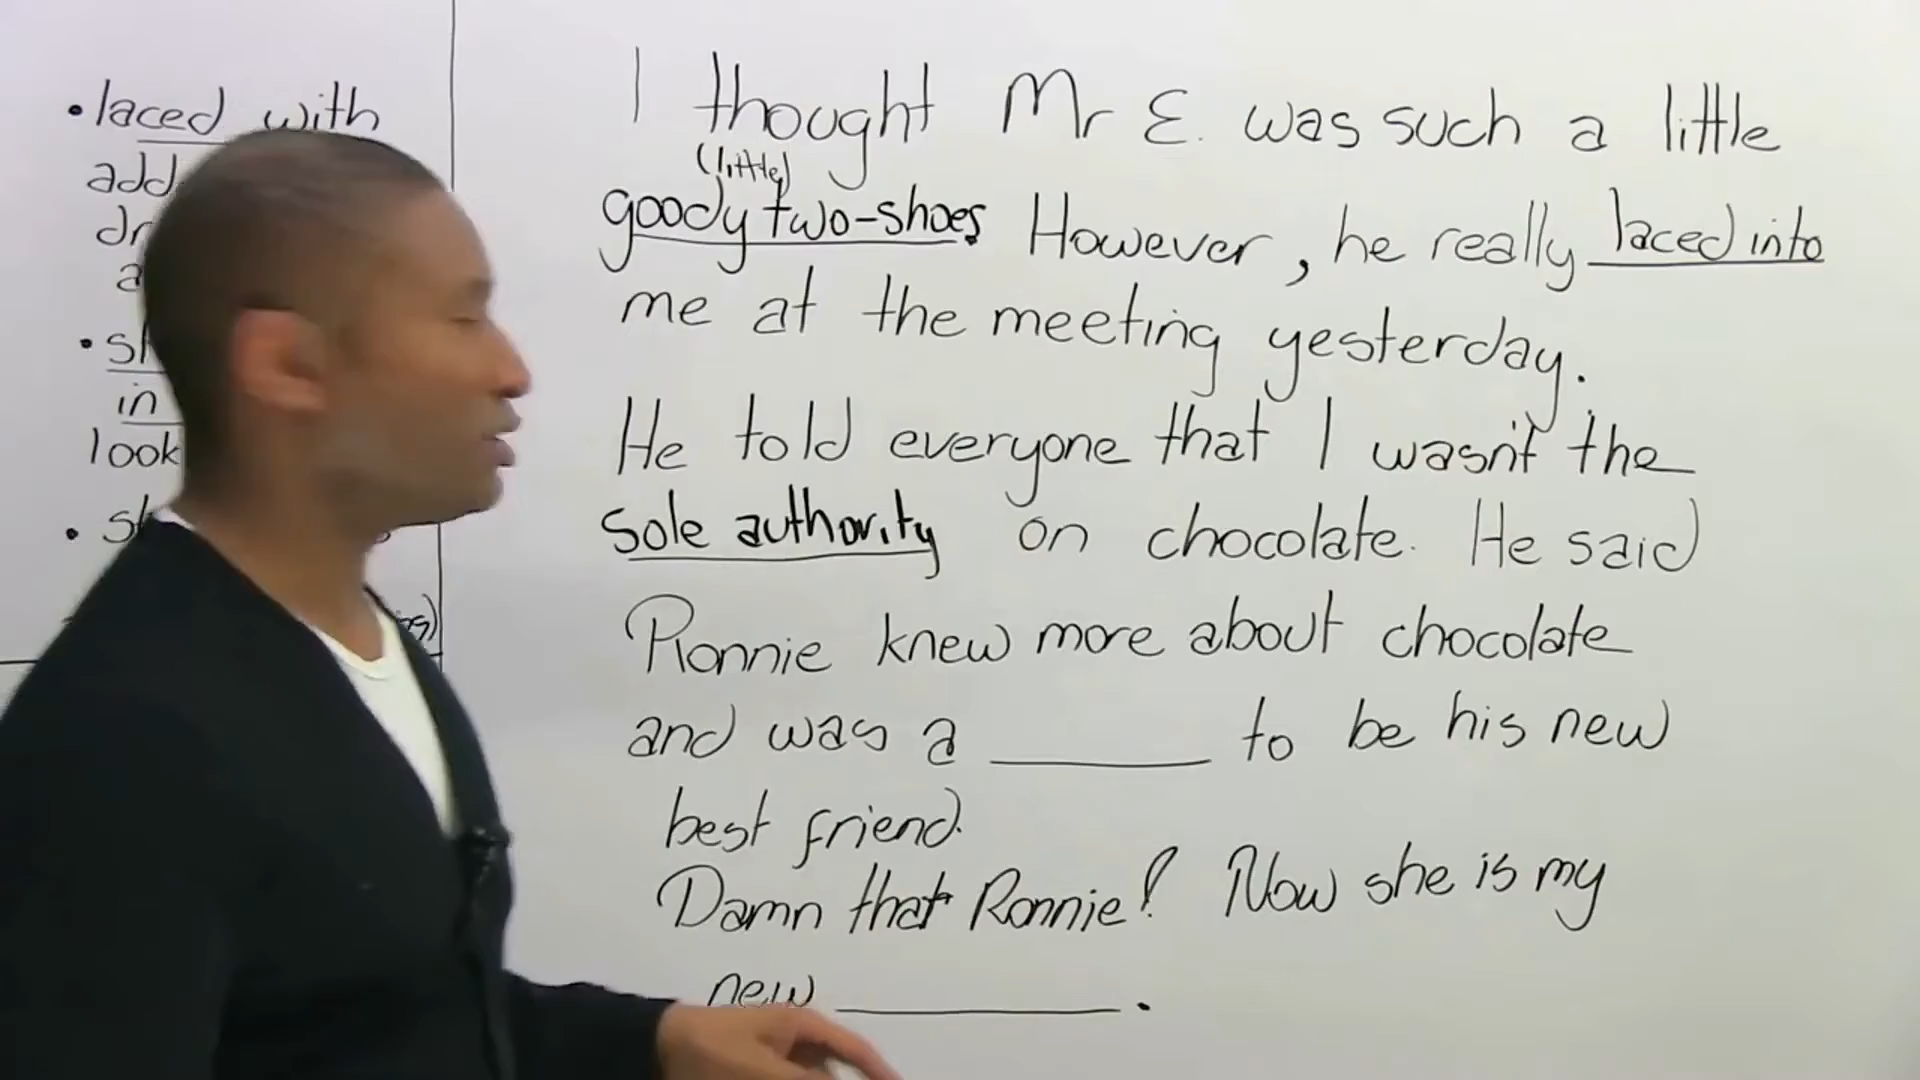 • laced with
add
dr
a
•
in
look
•
I thought Mr E. was such a little
(little)
goody two-shoes. However, he really laced into
me at the meeting yesterday.
He told everyone that I wasn't the
sole authority on chocolate. He said
Ronnie knew more about chocolate
and was a ______ to be his new
best friend.
Damn that Ronnie! Now she is my
new ______.